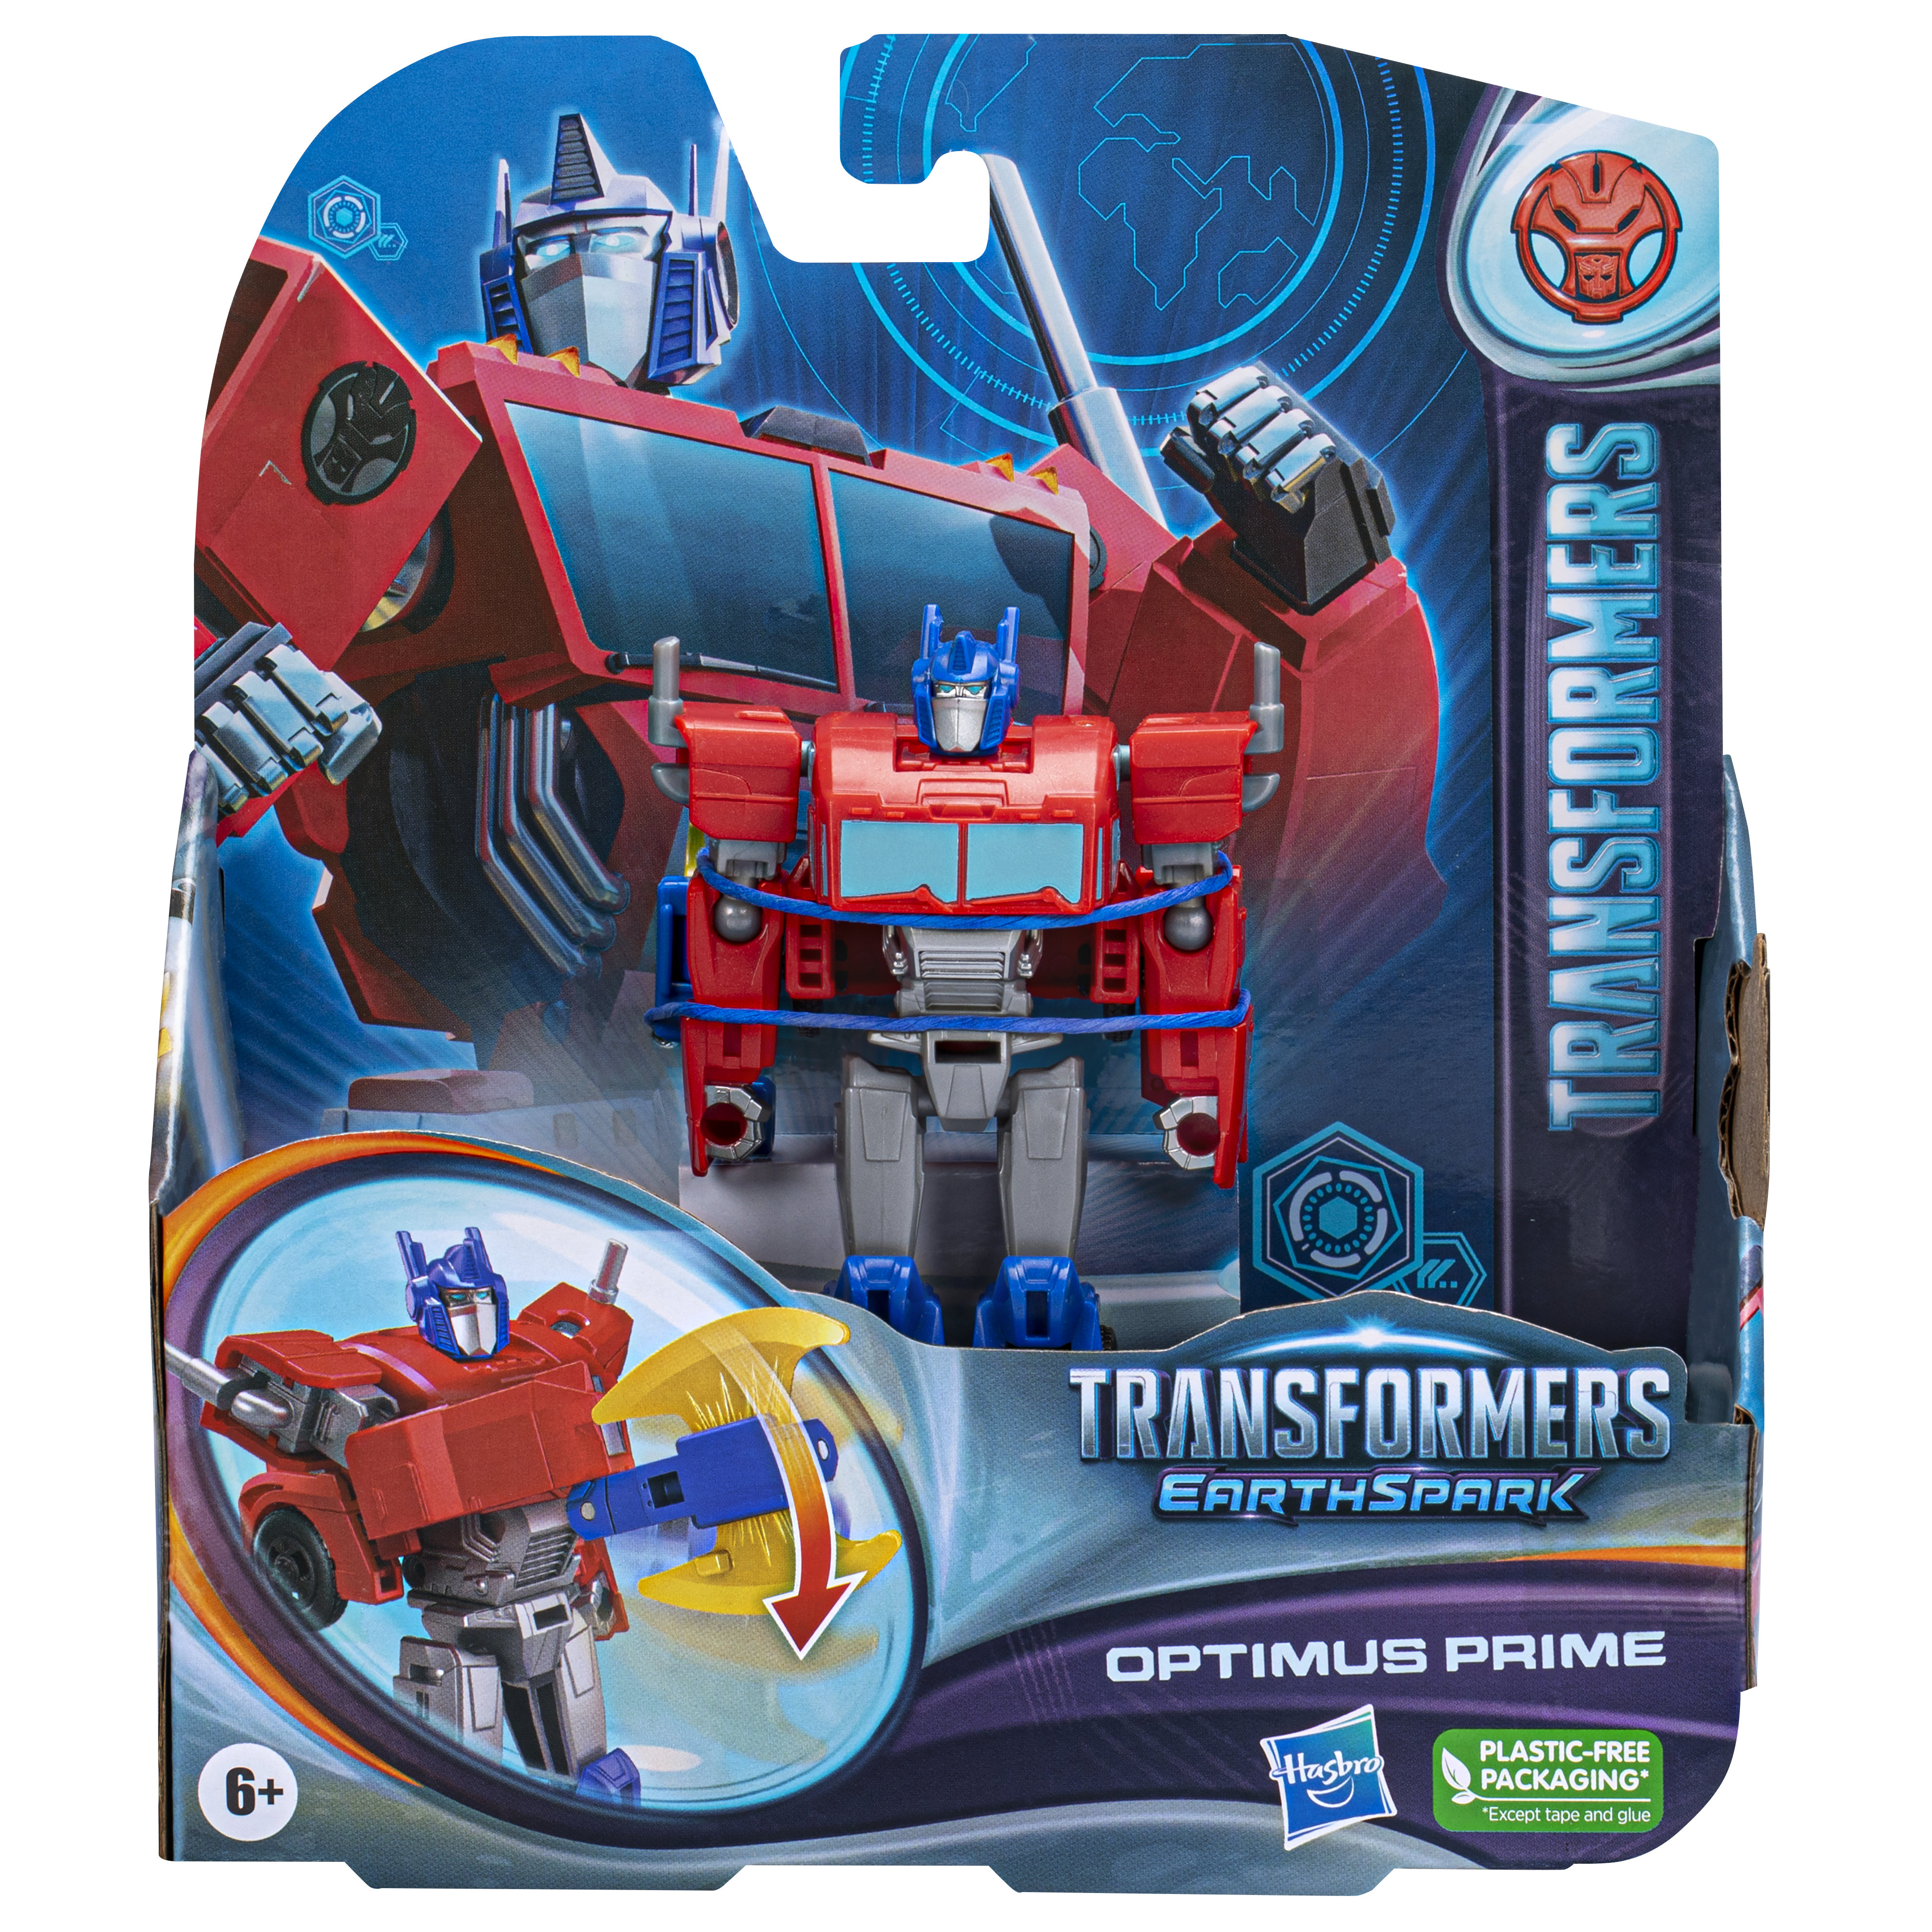 TRANSFORMERS
TRANSFORMERS
EARTHSPARK
OPTIMUS PRIME
6+
Hasbro
PLASTIC-FREE
PACKAGING*
*Except tape and glue